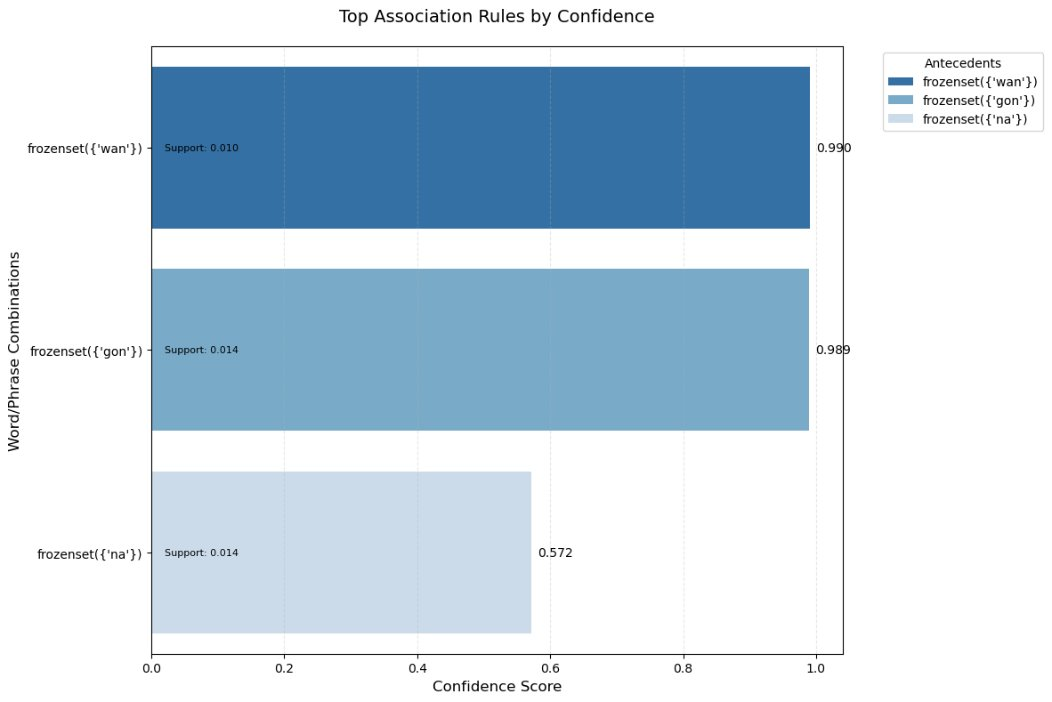 Top Association Rules by Confidence
Antecedents
frozenset({'wan'})
frozenset({'gon'})
frozenset({'na'})
Word/Phrase Combinations
frozenset({'wan'})
Support: 0.010
0.990
frozenset({'gon'})
Support: 0.014
0.989
frozenset({'na'})
Support: 0.014
0.572
0.0 0.2 0.4 0.6 0.8 1.0
Confidence Score